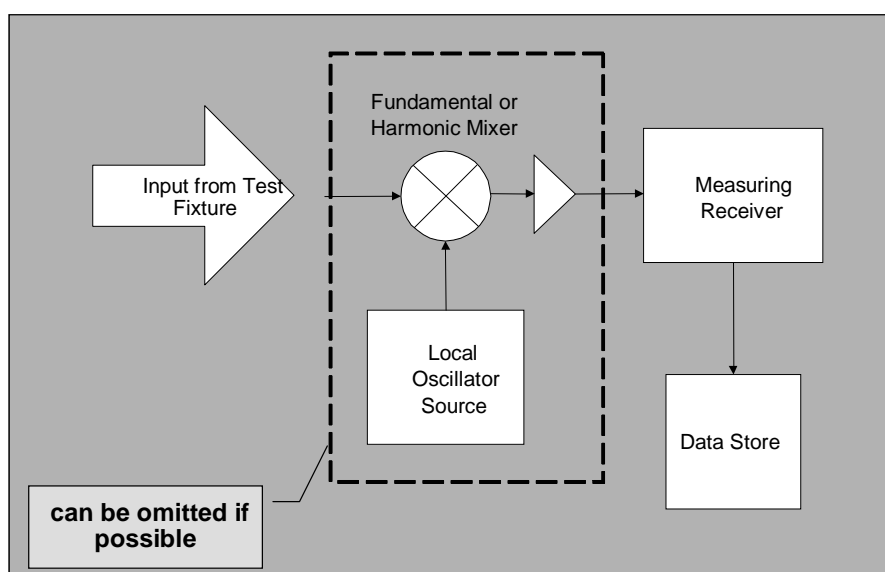 Fundamental or
Harmonic Mixer
Input from Test
Fixture
Measuring
Receiver
Local
Oscillator
Source
Data Store
can be omitted if
possible